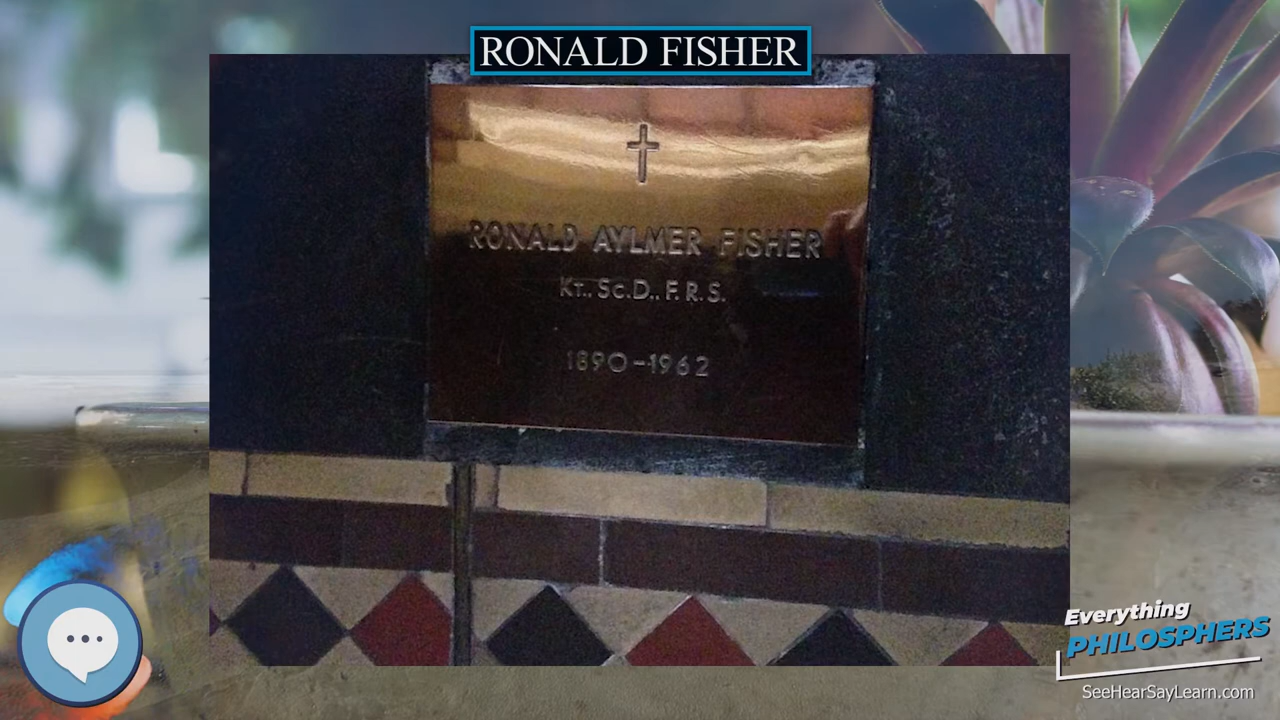 RONALD FISHER
RONALD AYLMER FISHER
Kt., Sc.D., F.R.S.
1890-1962
Everything
PHILOSPHERS
SeeHearSayLearn.com